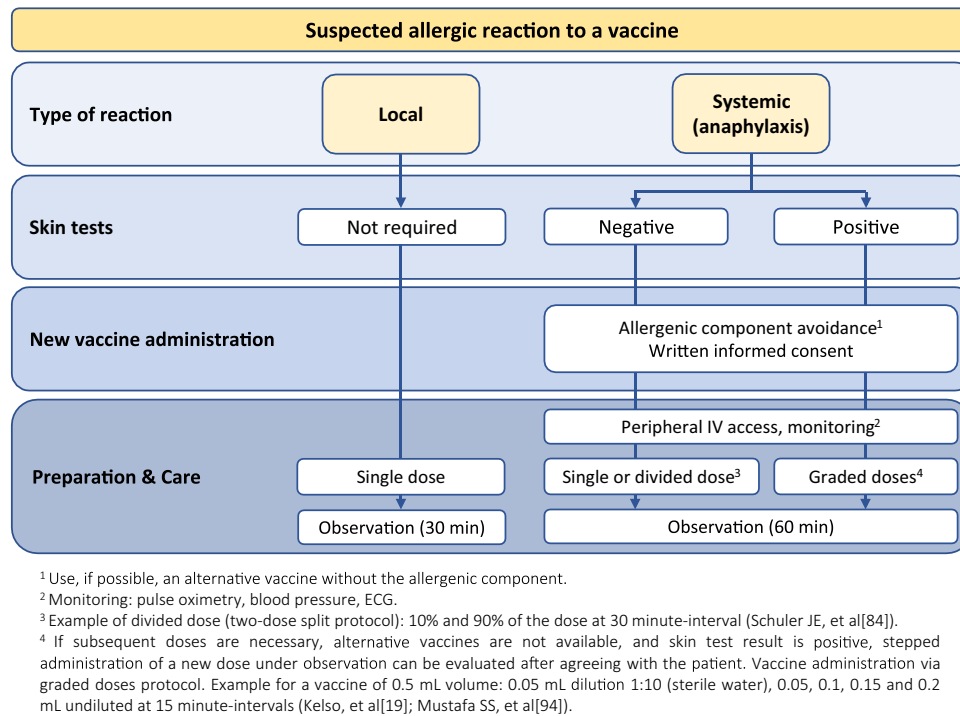 Suspected allergic reaction to a vaccine
Type of reaction
Local
Systemic
(anaphylaxis)
Skin tests
Not required
Negative
Positive
New vaccine administration
Allergenic component avoidance¹
Written informed consent
Preparation & Care
Peripheral IV access, monitoring²
Single dose
Single or divided dose³
Graded doses⁴
Observation (30 min)
Observation (60 min)
¹ Use, if possible, an alternative vaccine without the allergenic component.
² Monitoring: pulse oximetry, blood pressure, ECG.
³ Example of divided dose (two-dose split protocol): 10% and 90% of the dose at 30 minute-interval (Schuler JE, et al[84]).
⁴ If subsequent doses are necessary, alternative vaccines are not available, and skin test result is positive, stepped
administration of a new dose under observation can be evaluated after agreeing with the patient. Vaccine administration via
graded doses protocol. Example for a vaccine of 0.5 mL volume: 0.05 mL dilution 1:10 (sterile water), 0.05, 0.1, 0.15 and 0.2
mL undiluted at 15 minute-intervals (Kelso, et al[19]; Mustafa SS, et al[94]).